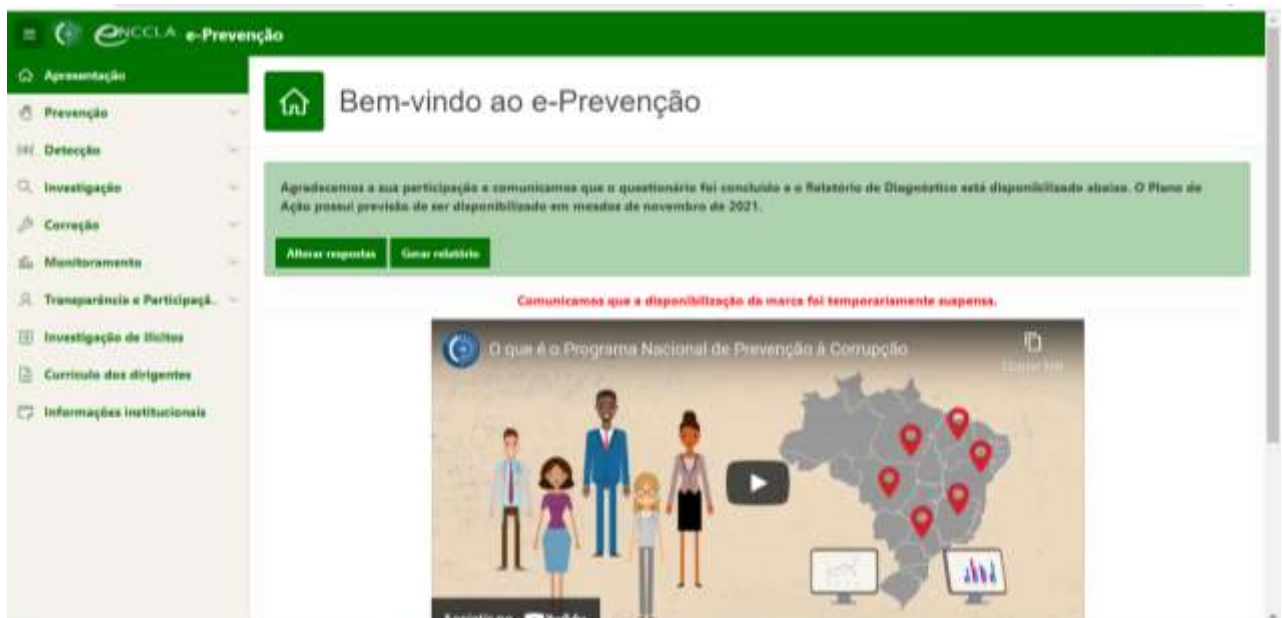 ENCCLA e-Prevenção
Apresentação
Prevenção
Detecção
Investigação
Correção
Monitoramento
Transparência e Participaçã..
Investigação de Ilícitos
Currículo dos dirigentes
Informações institucionais
Bem-vindo ao e-Prevenção
Agradecemos a sua participação e comunicamos que o questionário foi concluído e o Relatório de Diagnóstico está disponibilizado abaixo. O Plano de
Ação possui previsão de ser disponibilizado em meados de novembro de 2021.
Alterar respostas Gerar relatório
Comunicamos que a disponibilização da marca foi temporariamente suspensa.
O que é o Programa Nacional de Prevenção à Corrupção